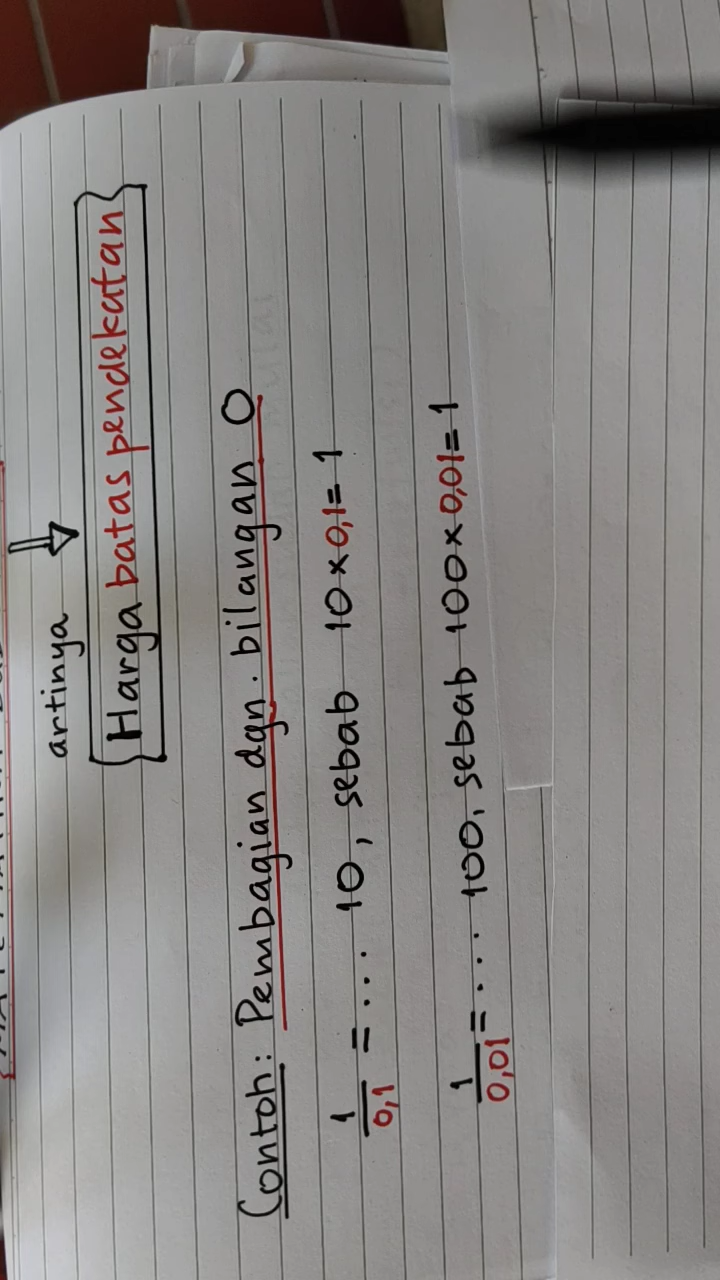 artinya
Harga batas pendekatan
Contoh: Pembagian dgn. bilangan 0
1/0,1 = ... 10, sebab 10 × 0,1 = 1
1/0,01 = .... 100, sebab 100 × 0,01 = 1